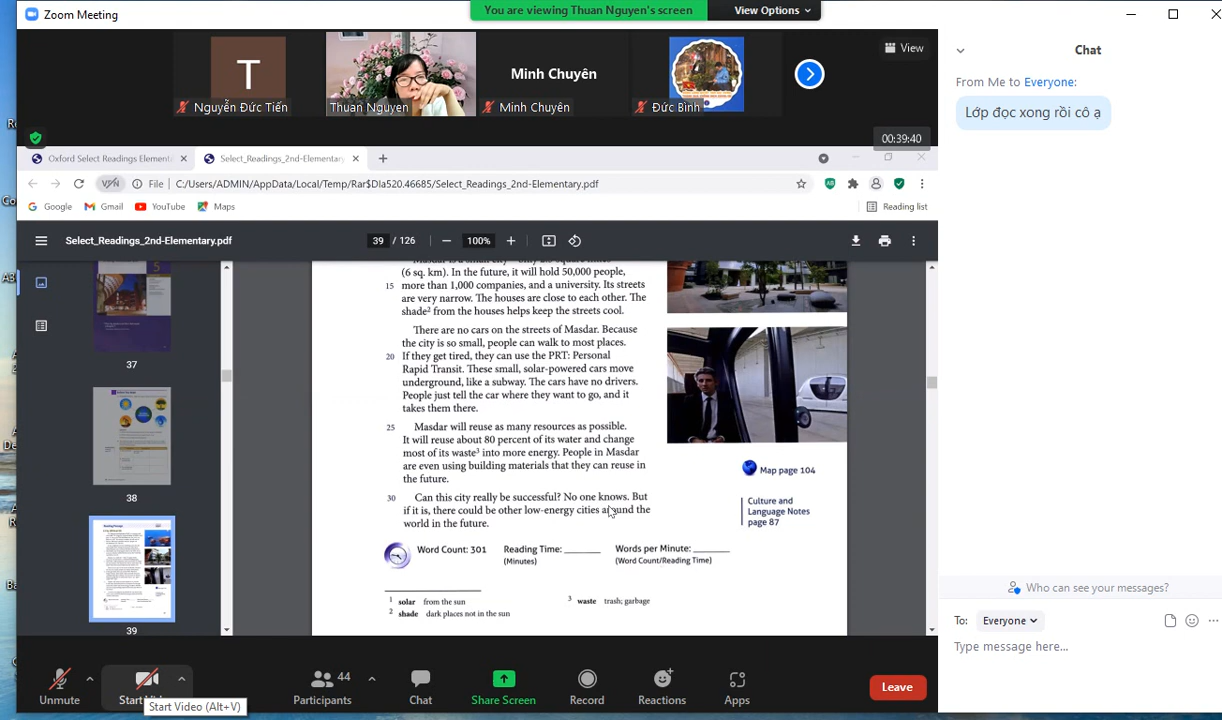 Zoom Meeting
You are viewing Thuan Nguyen's screen
View Options
View
T
Minh Chuyên
Nguyễn Đức Tiến
Thuan Nguyen
Minh Chuyên
Đức Bình
00:39:40
Chat
From Me to Everyone:
Lớp đọc xong rồi cô ạ
Oxford Select Readings Element
Select_Readings_2nd-Elementary
VPN
File
C:/Users/ADMIN/AppData/Local/Temp/Rar$DIa520.46685/Select_Readings_2nd-Elementary.pdf
Google
Gmail
YouTube
Maps
Reading list
Select_Readings_2nd-Elementary.pdf
39 / 126
100%
37
38
39
(6 sq. km). In the future, it will hold 50,000 people,
15 more than 1,000 companies, and a university. Its streets
are very narrow. The houses are close to each other. The
shade2 from the houses helps keep the streets cool.
There are no cars on the streets of Masdar. Because
the city is so small, people can walk to most places.
20 If they get tired, they can use the PRT: Personal
Rapid Transit. These small, solar-powered cars move
underground, like a subway. The cars have no drivers.
People just tell the car where they want to go, and it
takes them there.
25 Masdar will reuse as many resources as possible.
It will reuse about 80 percent of its water and change
most of its waste3 into more energy. People in Masdar
are even using building materials that they can reuse in
the future.
30 Can this city really be successful? No one knows. But
if it is, there could be other low-energy cities around the
world in the future.
Map page 104
Culture and
Language Notes
page 87
Word Count: 301
Reading Time: ______
(Minutes)
Words per Minute: ______
(Word Count/Reading Time)
1 solar from the sun
2 shade dark places not in the sun
3 waste trash; garbage
Who can see your messages?
To: Everyone
Type message here...
Unmute
Start Video (Alt+V)
Participants
44
Chat
Share Screen
Record
Reactions
Apps
Leave